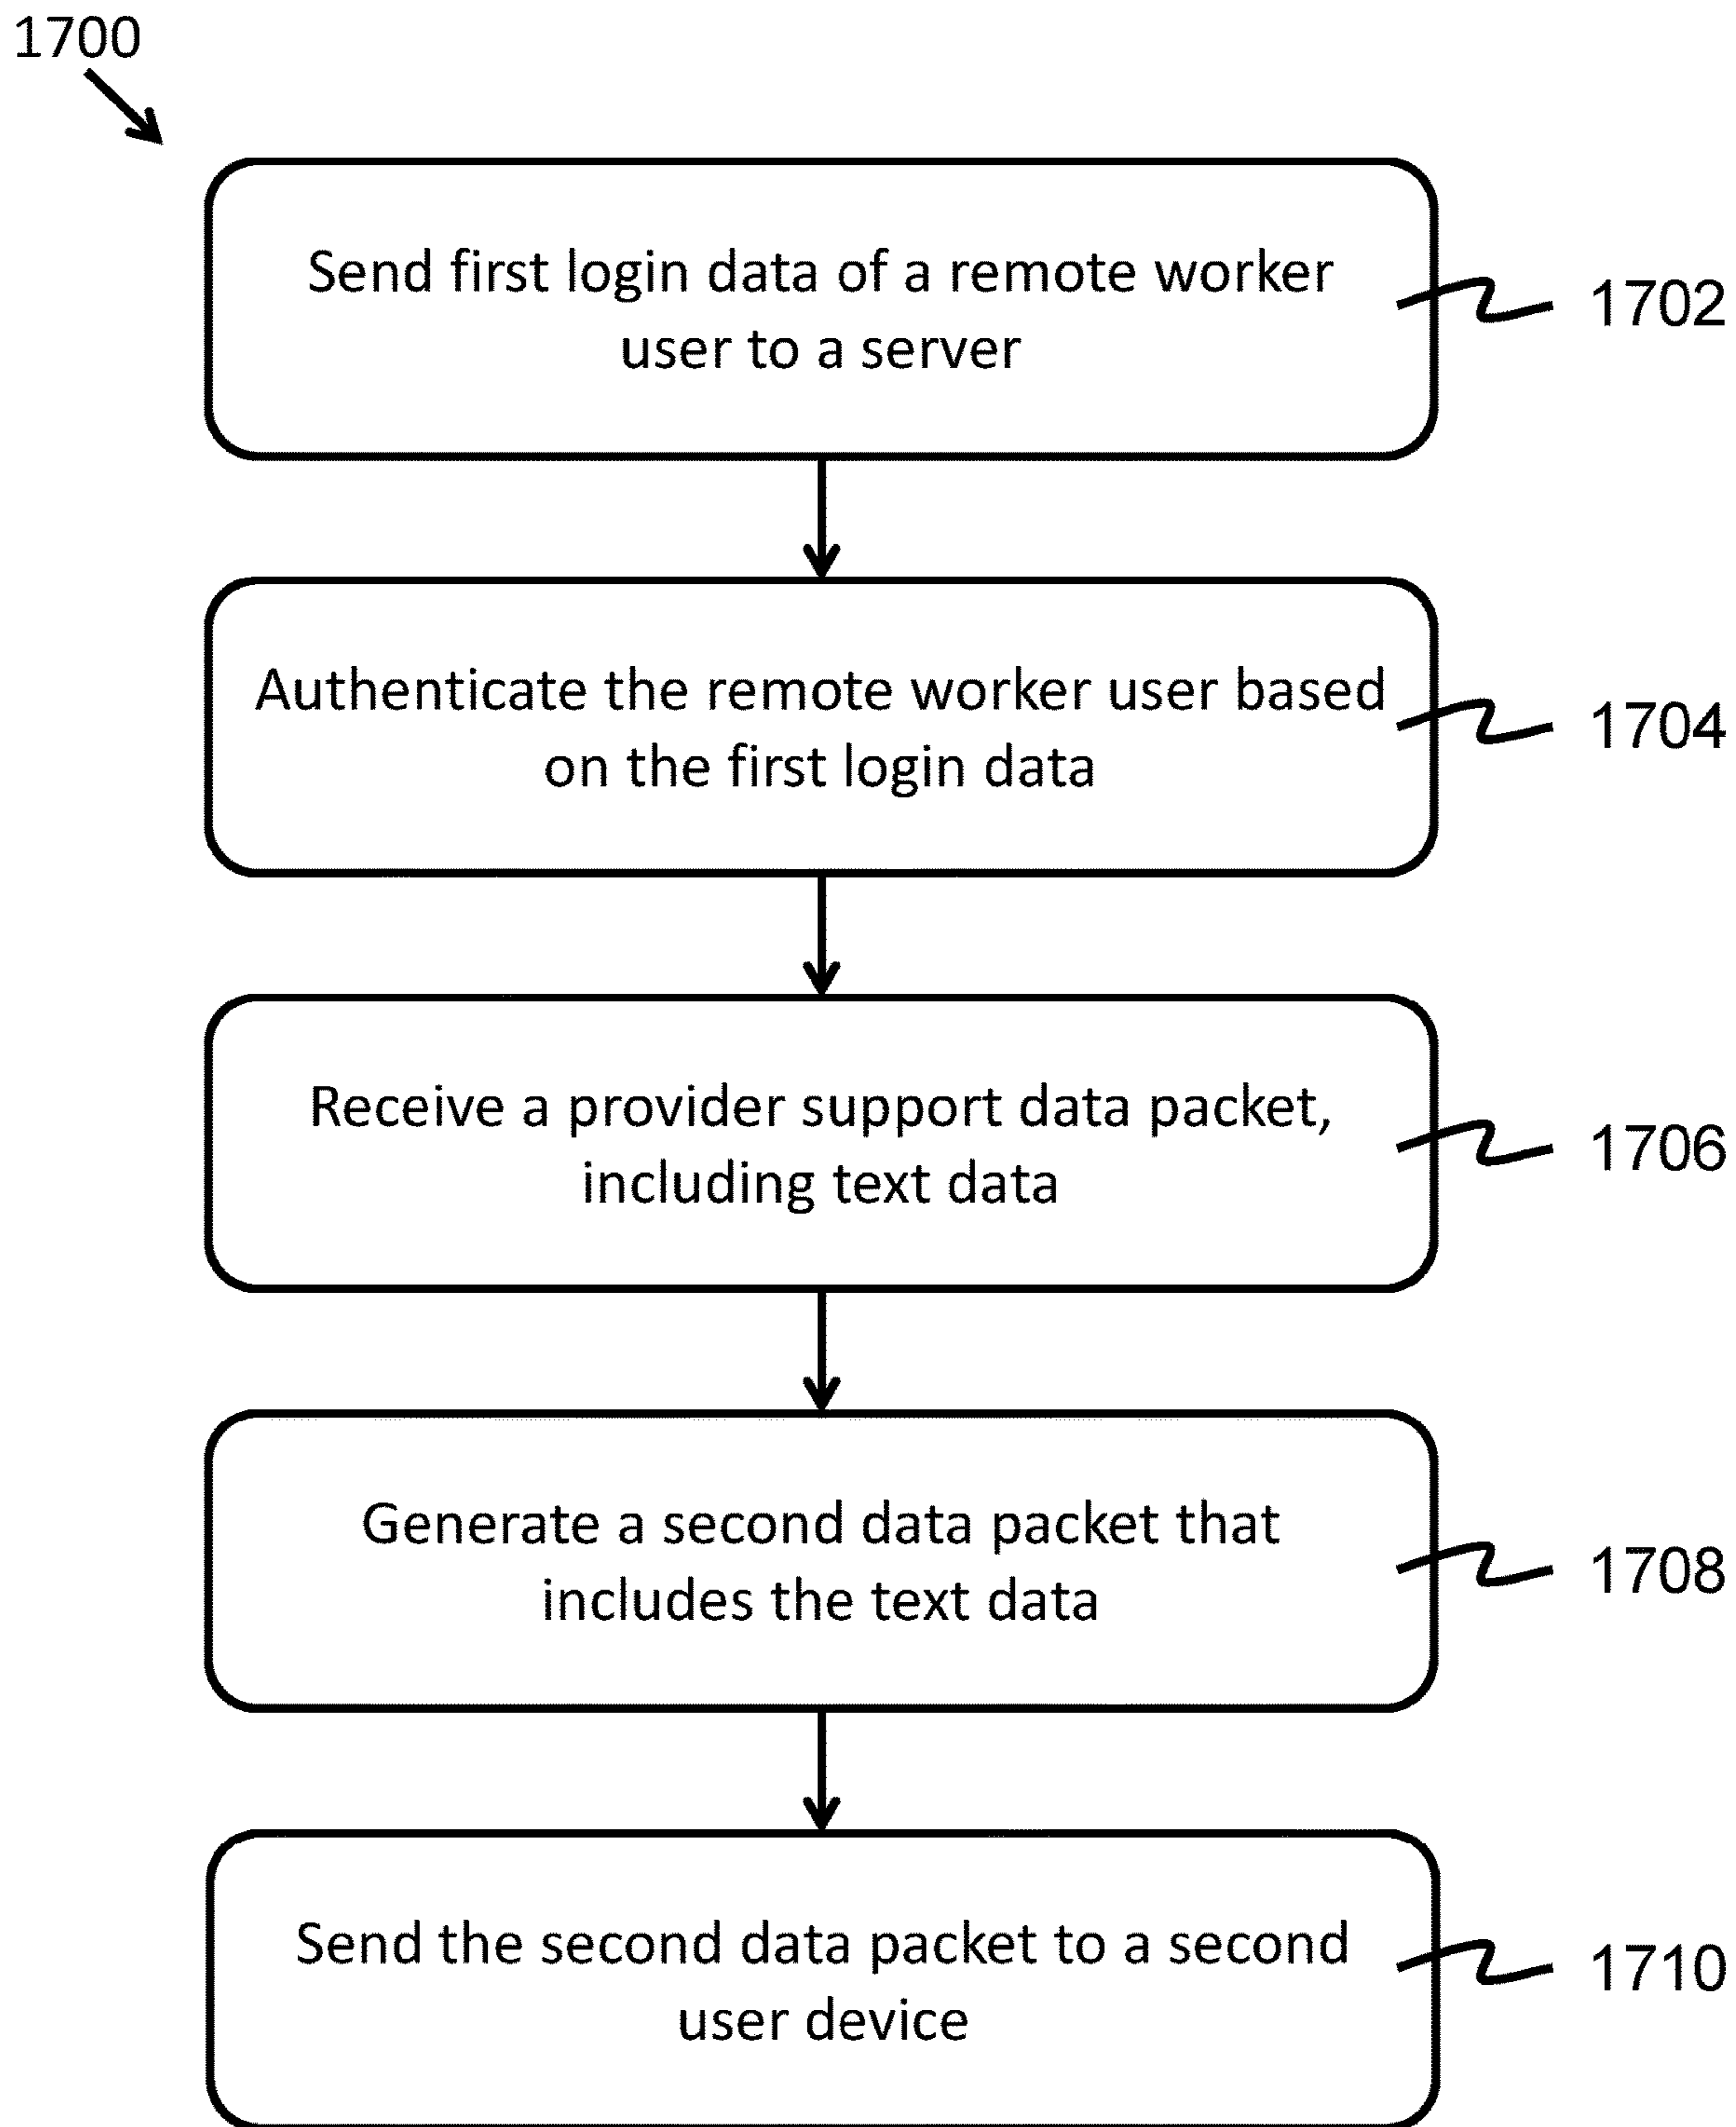 1700
Send first login data of a remote worker
user to a server
1702
Authenticate the remote worker user based
on the first login data
1704
Receive a provider support data packet,
including text data
1706
Generate a second data packet that
includes the text data
1708
Send the second data packet to a second
user device
1710